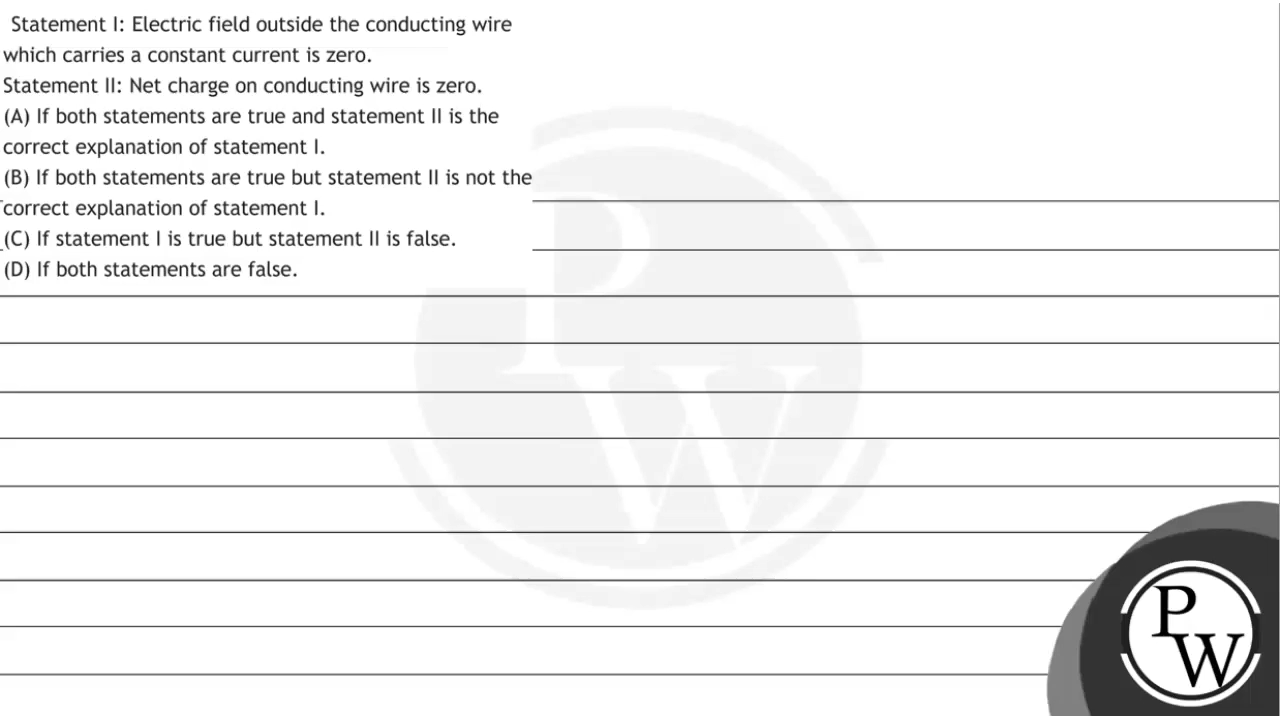 Statement I: Electric field outside the conducting wire
which carries a constant current is zero.
Statement II: Net charge on conducting wire is zero.
(A) If both statements are true and statement II is the
correct explanation of statement I.
(B) If both statements are true but statement II is not the
correct explanation of statement I.
(C) If statement I is true but statement II is false.
(D) If both statements are false.
PW
PW